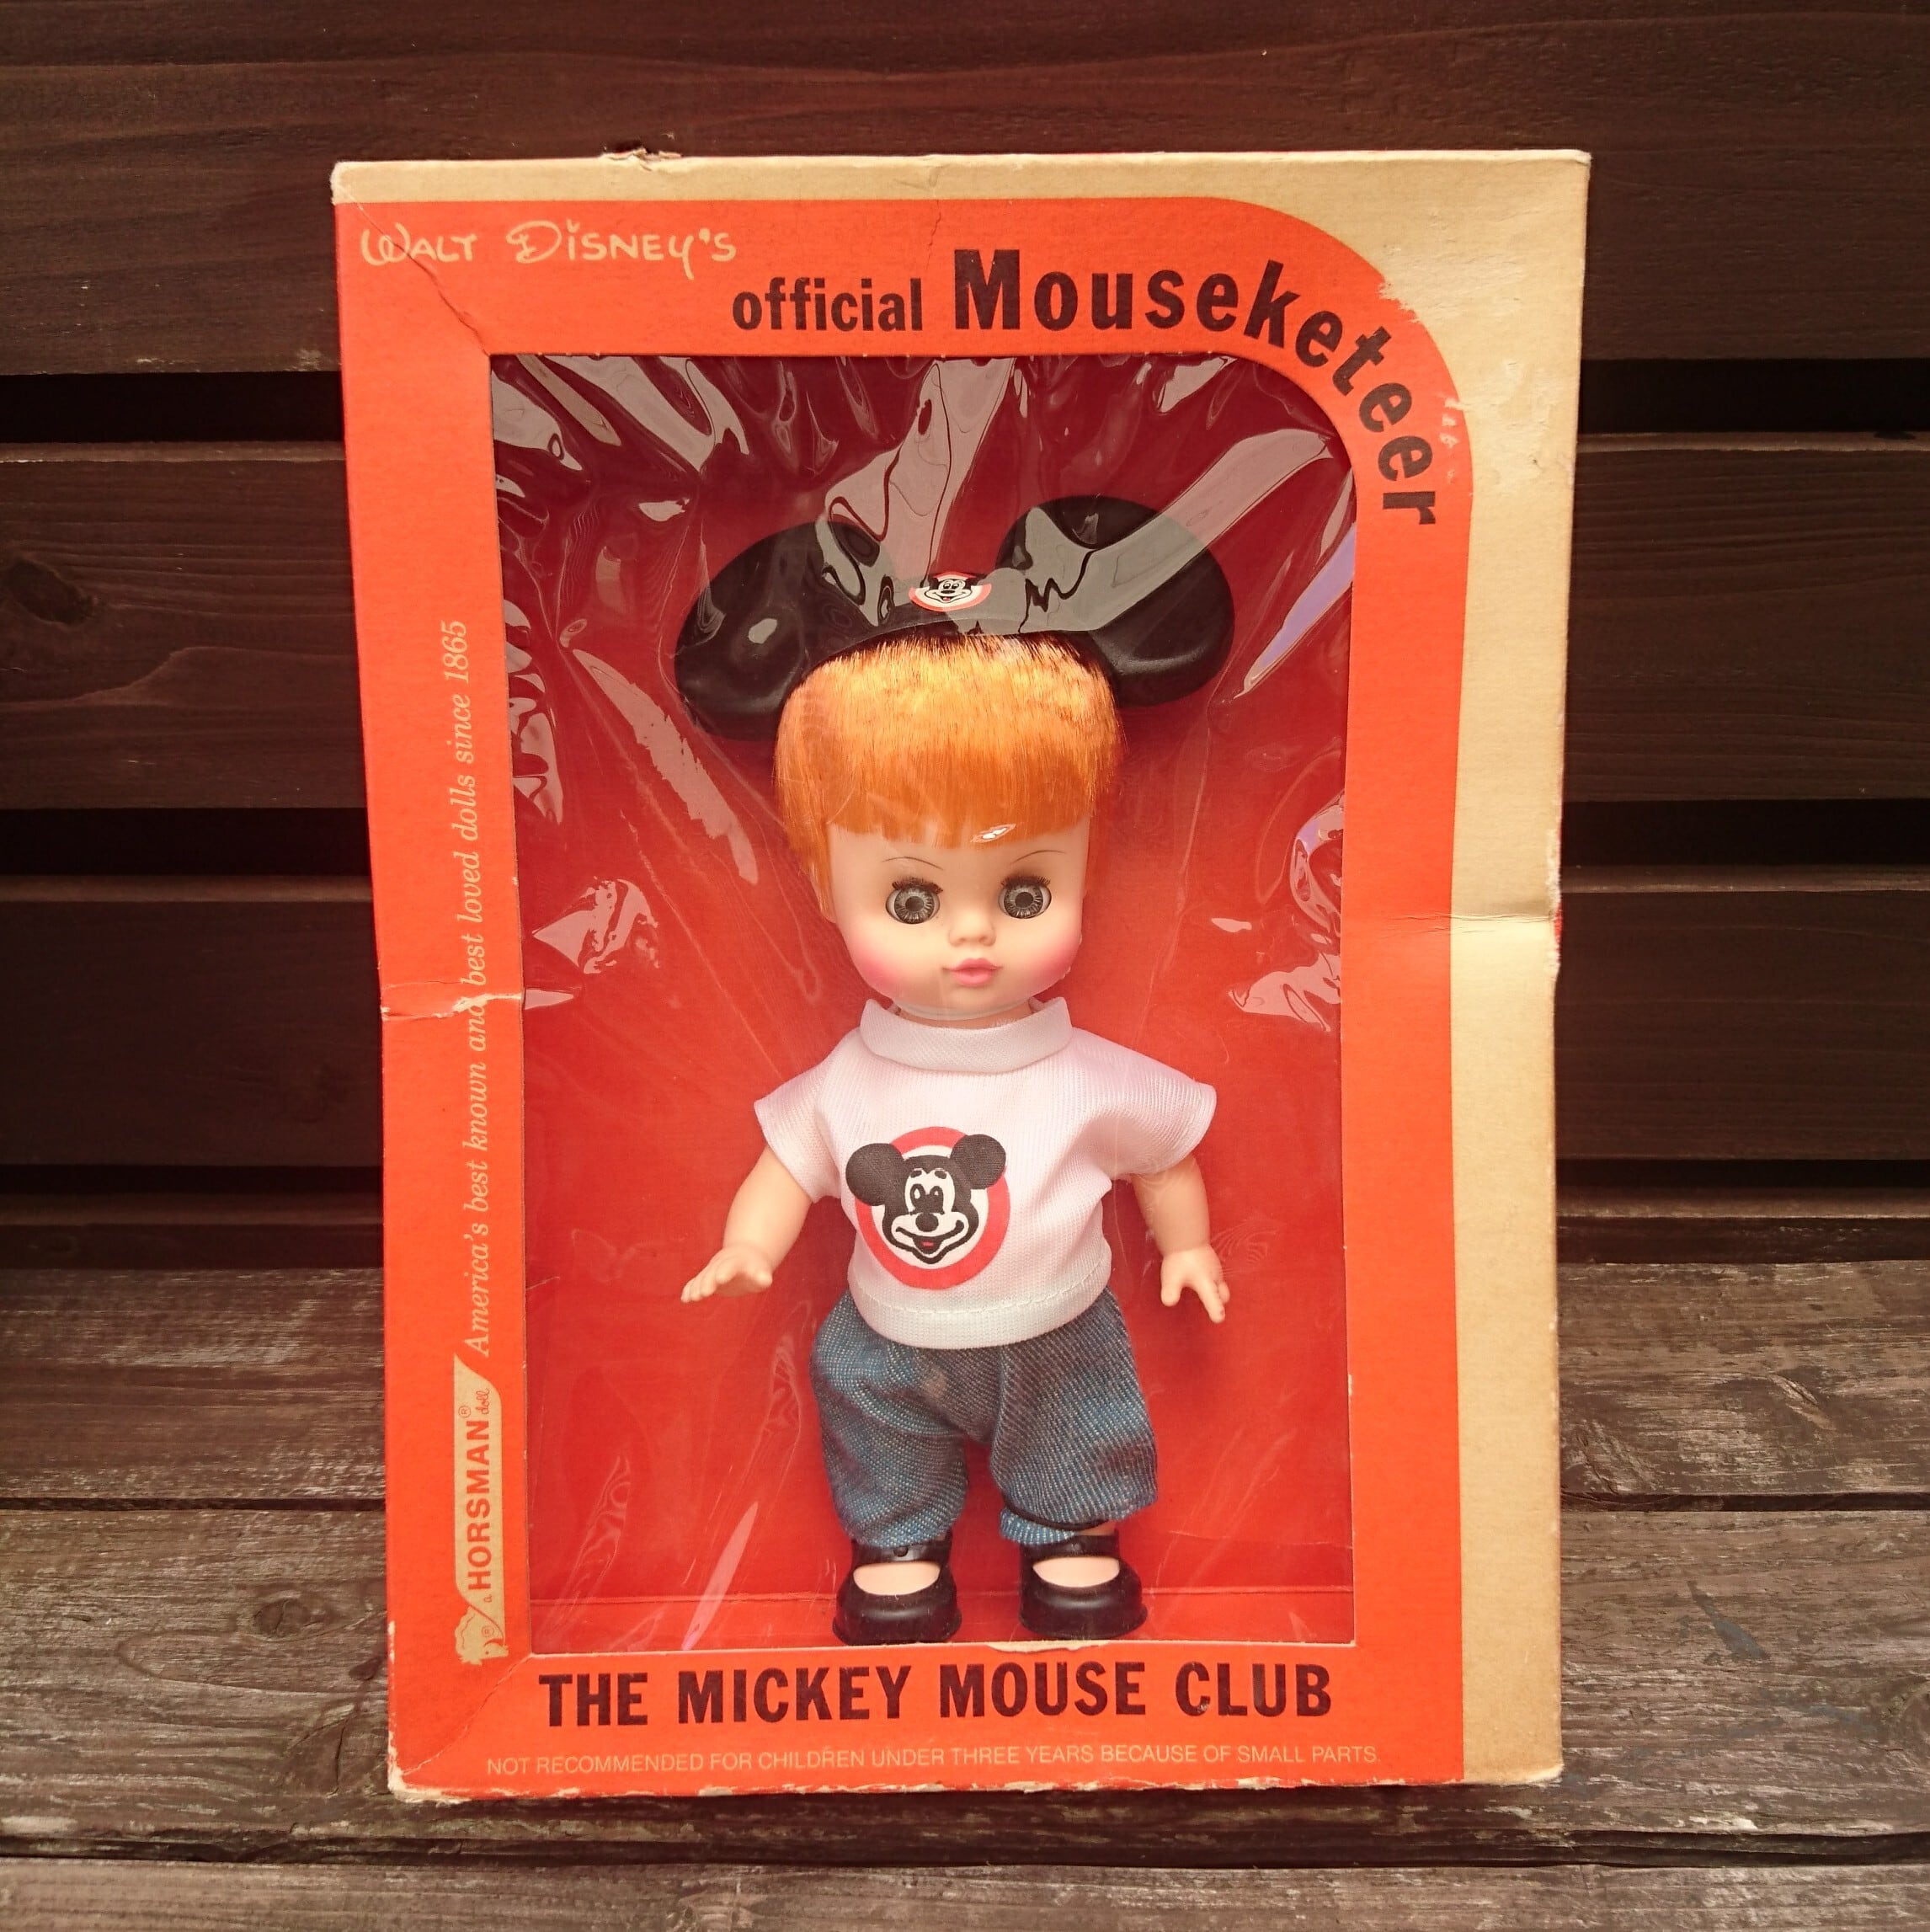 WALT DISNEY'S
official Mouseketeer
America's best known and best loved dolls since 1865
a HORSMAN® doll
THE MICKEY MOUSE CLUB
NOT RECOMMENDED FOR CHILDREN UNDER THREE YEARS BECAUSE OF SMALL PARTS.